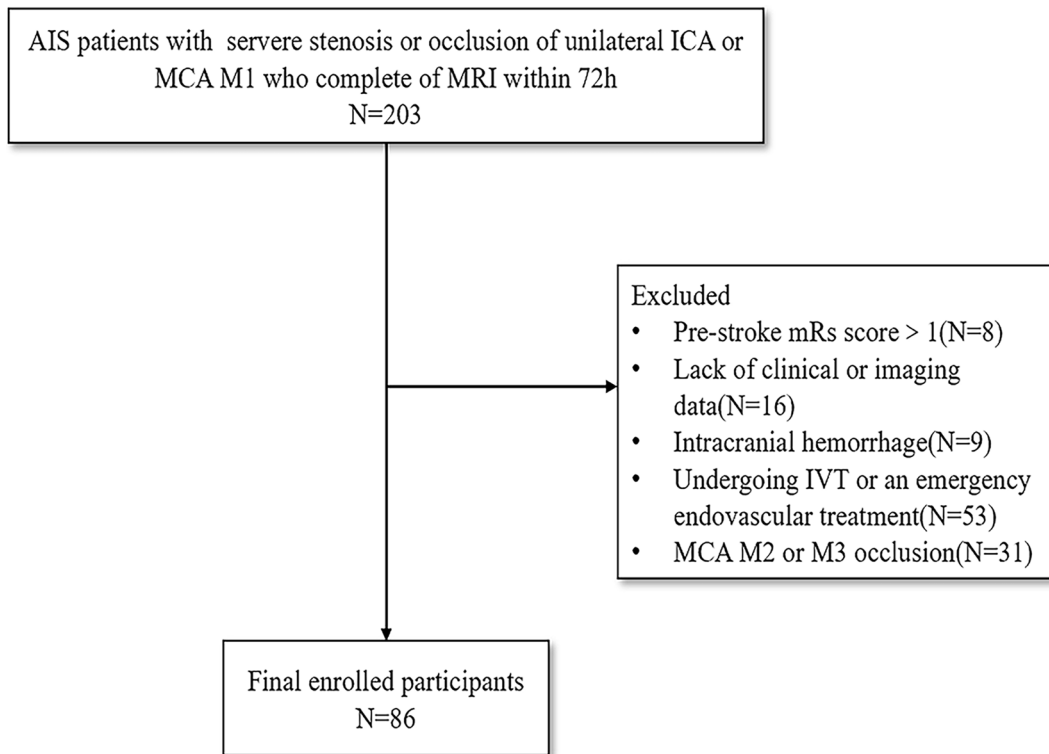 AIS patients with servere stenosis or occlusion of unilateral ICA or
MCA M1 who complete of MRI within 72h
N=203
Excluded
• Pre-stroke mRs score > 1(N=8)
• Lack of clinical or imaging
data(N=16)
• Intracranial hemorrhage(N=9)
• Undergoing IVT or an emergency
endovascular treatment(N=53)
• MCA M2 or M3 occlusion(N=31)
Final enrolled participants
N=86